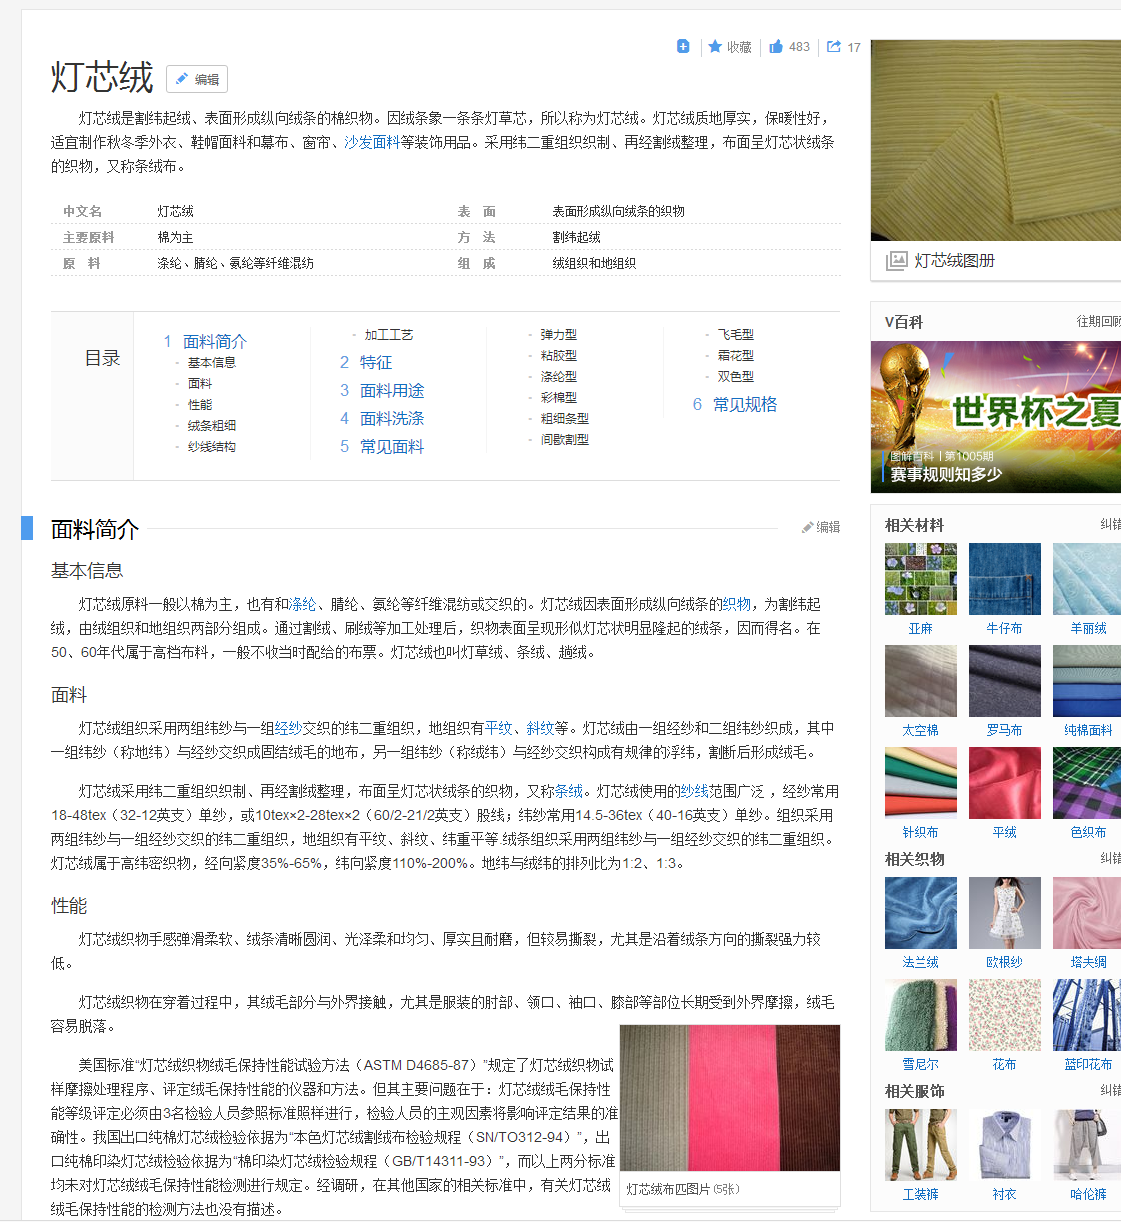 收藏 483 17
灯芯绒 编辑
灯芯绒是割纬起绒、表面形成纵向绒条的棉织物。因绒条象一条条灯草芯，所以称为灯芯绒。灯芯绒质地厚实，保暖性好，
适宜制作秋冬季外衣、鞋帽面料和幕布、窗帘、沙发面料等装饰用品。采用纬二重组织织制、再经割绒整理，布面呈灯芯状绒条
的织物，又称条绒布。
中文名 灯芯绒 表 面 表面形成纵向绒条的织物
主要原料 棉为主 方 法 割纬起绒
原 料 涤纶、腈纶、氨纶等纤维混纺 组 成 绒组织和地组织
目录
1 面料简介
- 基本信息
- 面料
- 性能
- 绒条粗细
- 纱线结构
- 加工工艺
2 特征
3 面料用途
4 面料洗涤
5 常见面料
- 弹力型
- 粘胶型
- 涤纶型
- 彩棉型
- 粗细条型
- 间歇割型
- 飞毛型
- 霜花型
- 双色型
6 常见规格
面料简介 编辑
基本信息
灯芯绒原料一般以棉为主，也有和涤纶、腈纶、氨纶等纤维混纺或交织的。灯芯绒因表面形成纵向绒条的织物，为割纬起
绒，由绒组织和地组织两部分组成。通过割绒、刷绒等加工处理后，织物表面呈现形似灯芯状明显隆起的绒条，因而得名。在
50、60年代属于高档布料，一般不收当时配给的布票。灯芯绒也叫灯草绒、条绒、趟绒。
面料
灯芯绒组织采用两组纬纱与一组经纱交织的纬二重组织，地组织有平纹、斜纹等。灯芯绒由一组经纱和二组纬纱织成，其中
一组纬纱（称地纬）与经纱交织成固结绒毛的地布，另一组纬纱（称绒纬）与经纱交织构成有规律的浮纬，割断后形成绒毛。
灯芯绒采用纬二重组织织制、再经割绒整理，布面呈灯芯状绒条的织物，又称条绒。灯芯绒使用的纱线范围广泛 ，经纱常用
18-48tex（32-12英支）单纱，或10tex×2-28tex×2（60/2-21/2英支）股线；纬纱常用14.5-36tex（40-16英支）单纱。组织采用
两组纬纱与一组经纱交织的纬二重组织，地组织有平纹、斜纹、纬重平等.绒条组织采用两组纬纱与一组经纱交织的纬二重组织。
灯芯绒属于高纬密织物，经向紧度35%-65%，纬向紧度110%-200%。地纬与绒纬的排列比为1:2、1:3。
性能
灯芯绒织物手感弹滑柔软、绒条清晰圆润、光泽柔和均匀、厚实且耐磨，但较易撕裂，尤其是沿着绒条方向的撕裂强力较
低。
灯芯绒织物在穿着过程中，其绒毛部分与外界接触，尤其是服装的肘部、领口、袖口、膝部等部位长期受到外界摩擦，绒毛
容易脱落。
美国标准“灯芯绒织物绒毛保持性能试验方法（ASTM D4685-87）”规定了灯芯绒织物试
样摩擦处理程序、评定绒毛保持性能的仪器和方法。但其主要问题在于：灯芯绒绒毛保持性
能等级评定必须由3名检验人员参照标准照样进行，检验人员的主观因素将影响评定结果的准
确性。我国出口纯棉灯芯绒检验依据为“本色灯芯绒割绒布检验规程（SN/TO312-94）”，出
口纯棉印染灯芯绒检验依据为“棉印染灯芯绒检验规程（GB/T14311-93）”，而以上两分标准
均未对灯芯绒绒毛保持性能检测进行规定。经调研，在其他国家的相关标准中，有关灯芯绒
绒毛保持性能的检测方法也没有描述。
灯芯绒布匹图片 (5张)
灯芯绒图册
V百科 往期回顾
世界杯之夏
图解百科 | 第1005期
赛事规则知多少
相关材料 纠错
亚麻 牛仔布 羊丽绒
太空棉 罗马布 纯棉面料
针织布 平绒 色织布
相关织物 纠错
法兰绒 欧根纱 塔夫绸
雪尼尔 花布 蓝印花布
相关服饰 纠错
工装裤 衬衣 哈伦裤